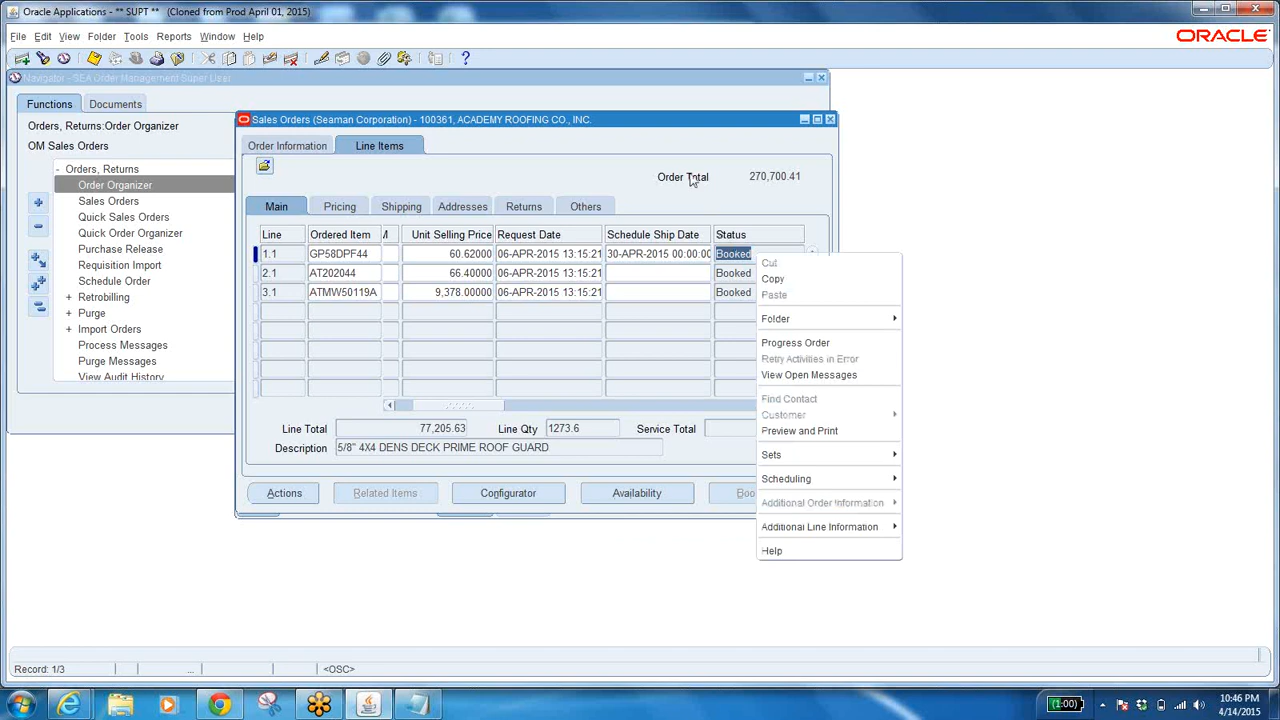 Oracle Applications - ** SUPT ** (Cloned from Prod April 01, 2015)
File Edit View Folder Tools Reports Window Help
ORACLE
Navigator - SEA Order Management Super User
Functions Documents
Orders, Returns:Order Organizer
OM Sales Orders
- Orders, Returns
Order Organizer
Sales Orders
Quick Sales Orders
Quick Order Organizer
Purchase Release
Requisition Import
Schedule Order
+ Retrobilling
+ Purge
+ Import Orders
Process Messages
Purge Messages
View Audit History
Sales Orders (Seaman Corporation) - 100361, ACADEMY ROOFING CO., INC.
Order Information Line Items
Order Total 270,700.41
Main Pricing Shipping Addresses Returns Others
Line Ordered Item Unit Selling Price Request Date Schedule Ship Date Status
1.1 GP58DPF44 60.62000 06-APR-2015 13:15:21 30-APR-2015 00:00:00 Booked
2.1 AT202044 66.40000 06-APR-2015 13:15:21 Booked
3.1 ATMW50119A 9,378.00000 06-APR-2015 13:15:21 Booked
Line Total 77,205.63 Line Qty 1273.6 Service Total
Description 5/8" 4X4 DENS DECK PRIME ROOF GUARD
Actions Related Items Configurator Availability Boo
Cut
Copy
Paste
Folder
Progress Order
Retry Activities in Error
View Open Messages
Find Contact
Customer
Preview and Print
Sets
Scheduling
Additional Order Information
Additional Line Information
Help
Record: 1/3 ... <OSC>
(1:00)
10:46 PM
4/14/2015